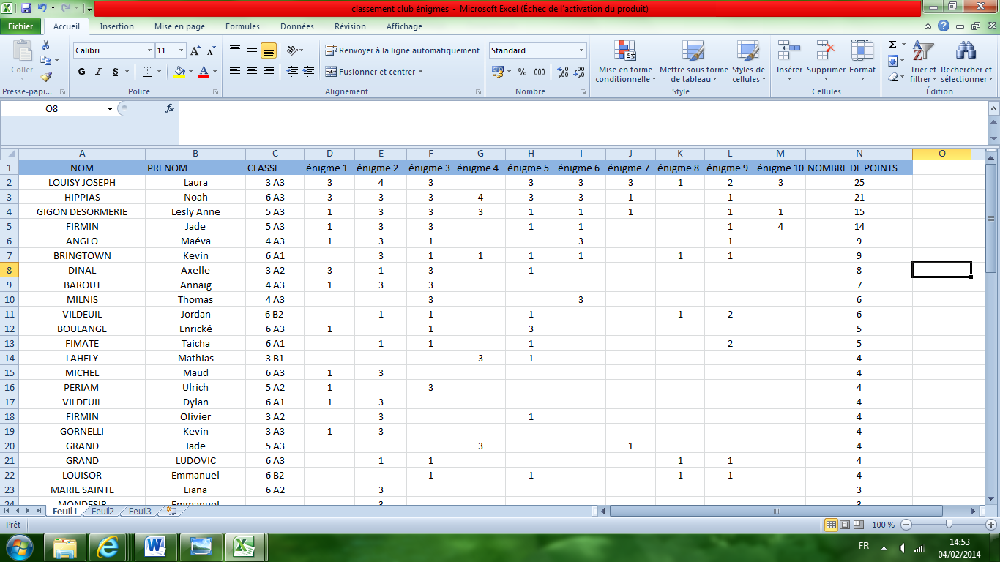 classement club énigmes - Microsoft Excel (Échec de l'activation du produit)
Fichier Accueil Insertion Mise en page Formules Données Révision Affichage
Coller
Calibri 11
Renvoyer à la ligne automatiquement
Standard
G I S
Fusionner et centrer
% 000
Mise en forme conditionnelle
Mettre sous forme de tableau
Styles de cellules
Insérer Supprimer Format
Σ
Trier et filtrer
Rechercher et sélectionner
Presse-papi... Police Alignement Nombre Style Cellules Édition
O8 fx
A B C D E F G H I J K L M N O
1 NOM PRENOM CLASSE énigme 1 énigme 2 énigme 3 énigme 4 énigme 5 énigme 6 énigme 7 énigme 8 énigme 9 énigme 10 NOMBRE DE POINTS
2 LOUISY JOSEPH Laura 3 A3 3 4 3 3 3 3 1 2 3 25
3 HIPPIAS Noah 6 A3 3 3 3 4 3 3 1 1 21
4 GIGON DESORMERIE Lesly Anne 5 A3 1 3 3 3 1 1 1 1 1 15
5 FIRMIN Jade 5 A3 1 3 3 1 1 1 4 14
6 ANGLO Maéva 4 A3 1 3 1 3 1 9
7 BRINGTOWN Kevin 6 A1 3 1 1 1 1 1 1 9
8 DINAL Axelle 3 A2 3 1 3 1 8
9 BAROUT Annaig 4 A3 1 3 3 7
10 MILNIS Thomas 4 A3 3 3 6
11 VILDEUIL Jordan 6 B2 1 1 1 1 2 6
12 BOULANGE Enrické 6 A3 1 1 3 5
13 FIMATE Taicha 6 A1 1 1 1 2 5
14 LAHELY Mathias 3 B1 3 1 4
15 MICHEL Maud 6 A3 1 3 4
16 PERIAM Ulrich 5 A2 1 3 4
17 VILDEUIL Dylan 6 A1 1 3 4
18 FIRMIN Olivier 3 A2 3 1 4
19 GORNELLI Kevin 3 A3 1 3 4
20 GRAND Jade 5 A3 3 1 4
21 GRAND LUDOVIC 6 A3 1 1 1 1 4
22 LOUISOR Emmanuel 6 B2 1 1 1 1 4
23 MARIE SAINTE Liana 6 A2 3 3
24 MONDESIR Emmanuel 3 3
Feuil1 Feuil2 Feuil3
Prêt 100 %
FR 14:53
04/02/2014